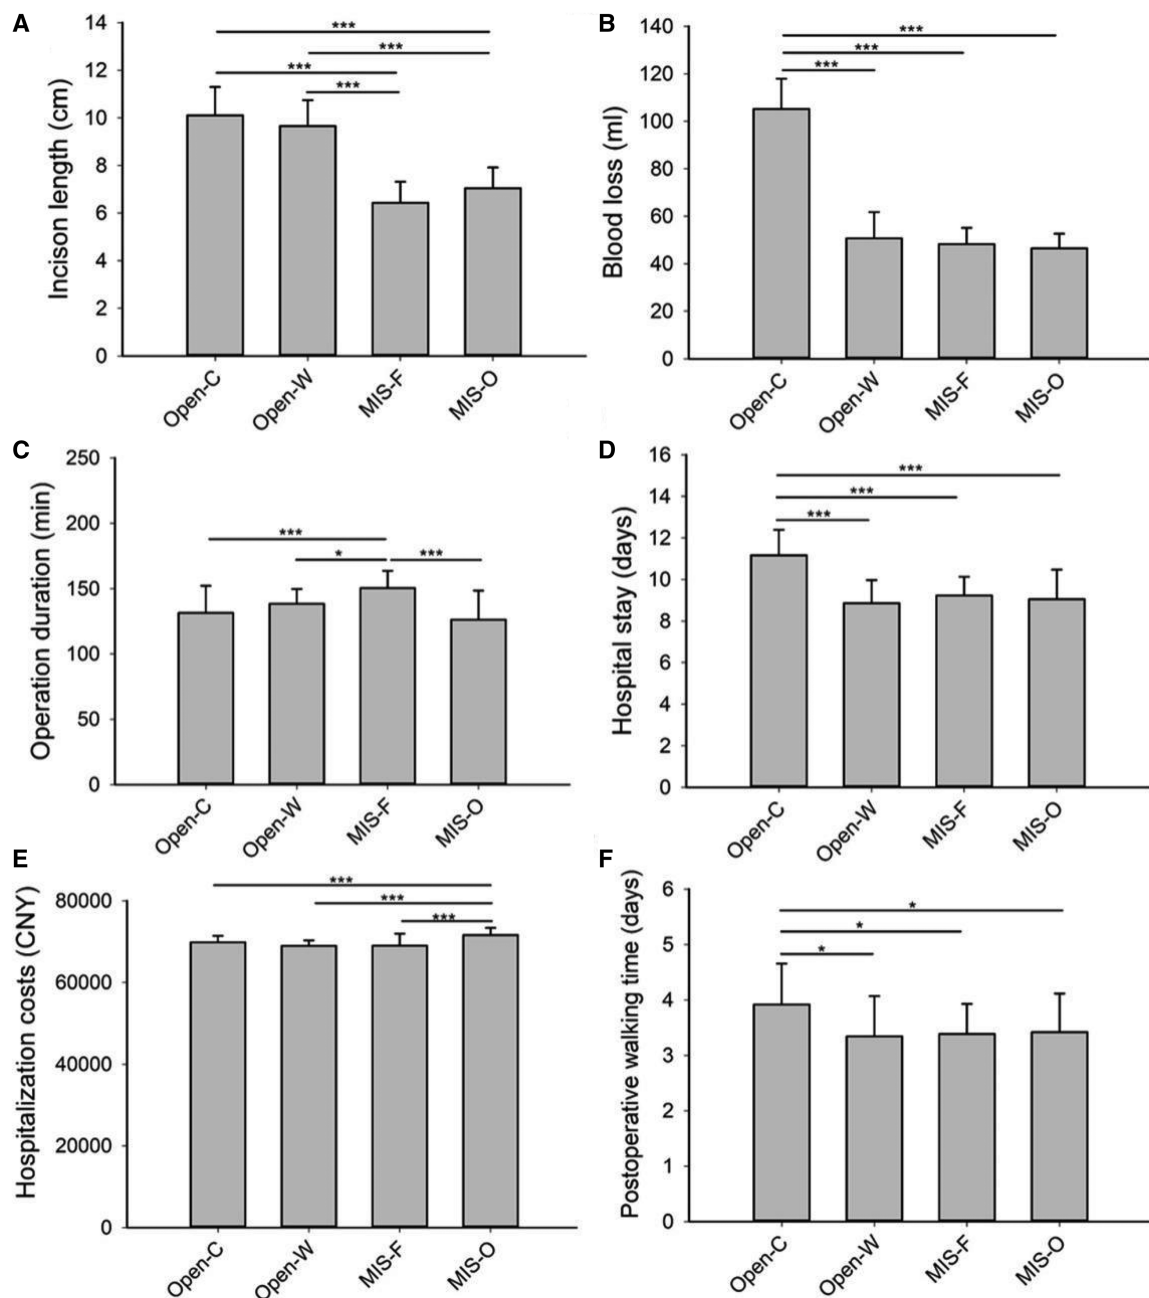 A
Incison length (cm)
14
12
10
8
6
4
2
0
***
***
***
***
Open-C
Open-W
MIS-F
MIS-O
B
Blood loss (ml)
140
120
100
80
60
40
20
0
***
***
***
Open-C
Open-W
MIS-F
MIS-O
C
Operation duration (min)
250
200
150
100
50
0
***
*
***
Open-C
Open-W
MIS-F
MIS-O
D
Hospital stay (days)
16
14
12
10
8
6
4
2
0
***
***
***
Open-C
Open-W
MIS-F
MIS-O
E
Hospitalization costs (CNY)
80000
60000
40000
20000
0
***
***
***
Open-C
Open-W
MIS-F
MIS-O
F
Postoperative walking time (days)
6
5
4
3
2
1
0
*
*
*
Open-C
Open-W
MIS-F
MIS-O